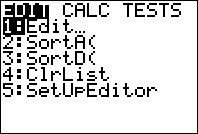 EDIT CALC TESTS
1:Edit…
2:SortA(
3:SortD(
4:ClrList
5:SetUpEditor